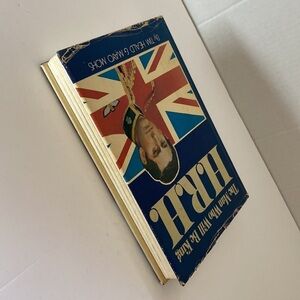 The Man Who Will Be King
H.R.H.
By TIM HEALD & MAYO MOHS